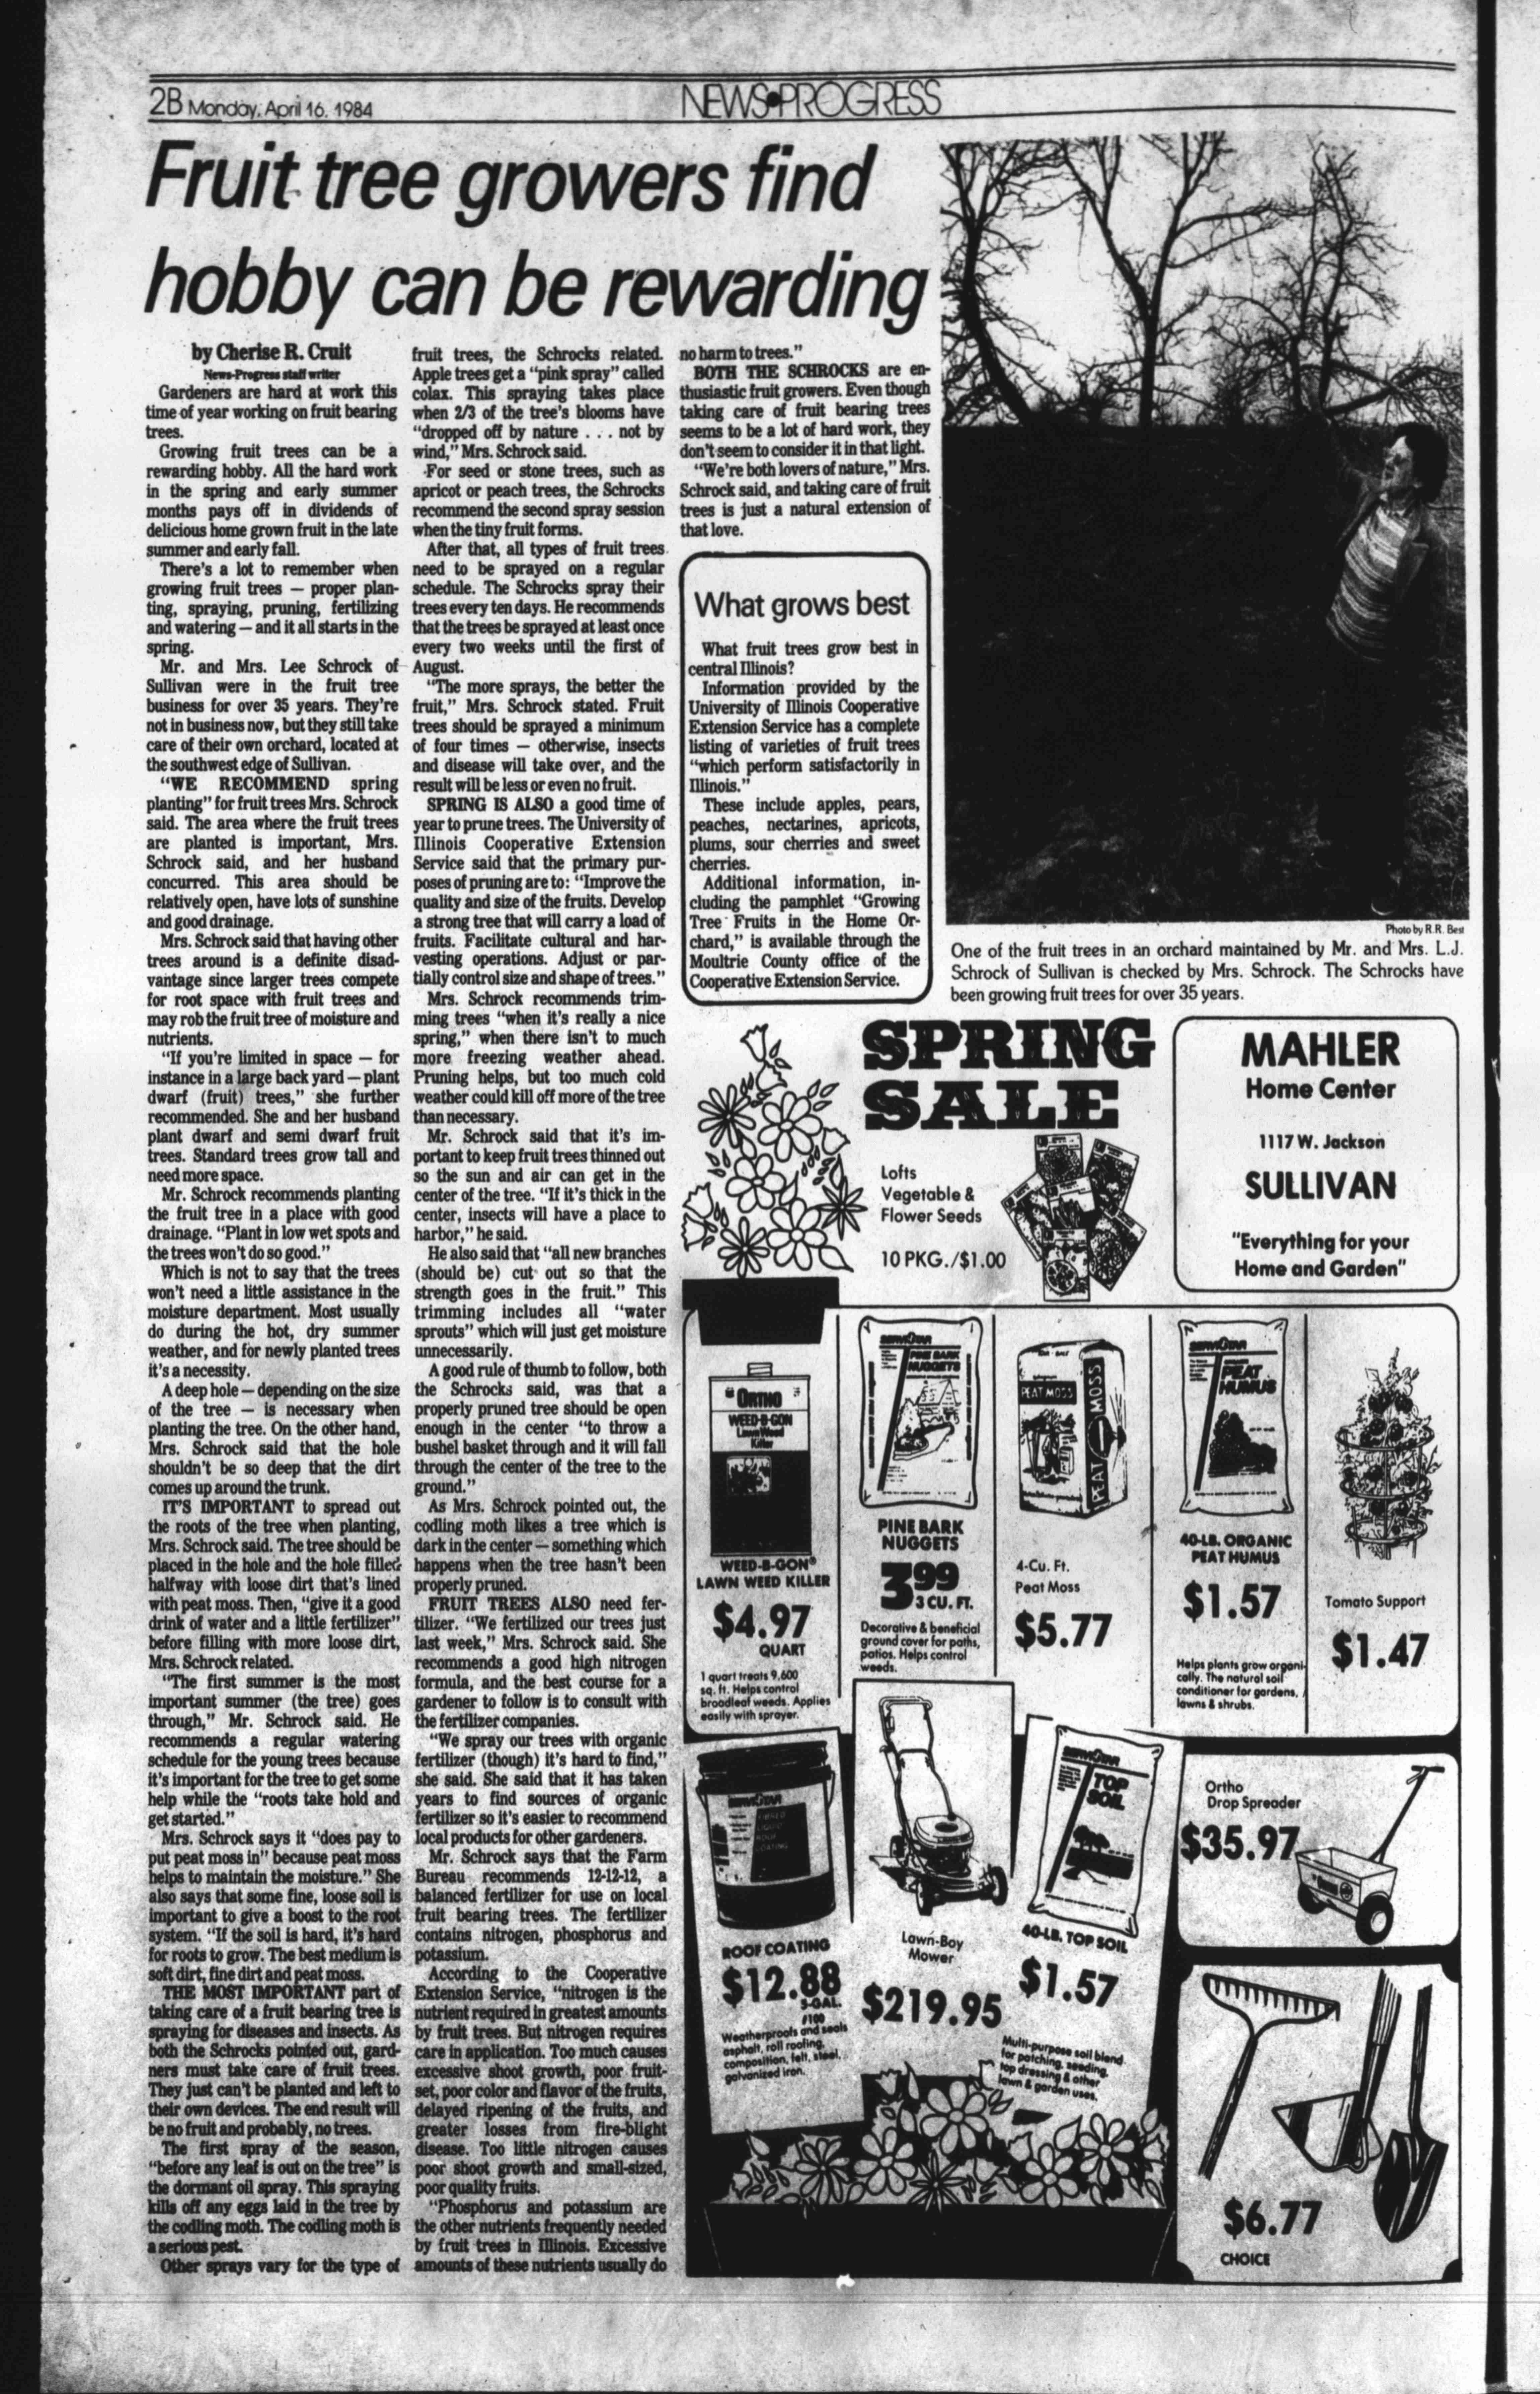 2B Monday, April 16, 1984
NEWS•PROGRESS
Fruit tree growers find
hobby can be rewarding
by Cherise R. Cruit
News-Progress staff writer
Gardeners are hard at work this
time of year working on fruit bearing
trees.
Growing fruit trees can be a
rewarding hobby. All the hard work
in the spring and early summer
months pays off in dividends of
delicious home grown fruit in the late
summer and early fall.
There's a lot to remember when
growing fruit trees — proper plan-
ting, spraying, pruning, fertilizing
and watering — and it all starts in the
spring.
Mr. and Mrs. Lee Schrock of
Sullivan were in the fruit tree
business for over 35 years. They're
not in business now, but they still take
care of their own orchard, located at
the southwest edge of Sullivan.
"WE RECOMMEND spring
planting" for fruit trees Mrs. Schrock
said. The area where the fruit trees
are planted is important, Mrs.
Schrock said, and her husband
concurred. This area should be
relatively open, have lots of sunshine
and good drainage.
Mrs. Schrock said that having other
trees around is a definite disad-
vantage since larger trees compete
for root space with fruit trees and
may rob the fruit tree of moisture and
nutrients.
"If you're limited in space — for
instance in a large back yard — plant
dwarf (fruit) trees," she further
recommended. She and her husband
plant dwarf and semi dwarf fruit
trees. Standard trees grow tall and
need more space.
Mr. Schrock recommends planting
the fruit tree in a place with good
drainage. "Plant in low wet spots and
the trees won't do so good."
Which is not to say that the trees
won't need a little assistance in the
moisture department. Most usually
do during the hot, dry summer
weather, and for newly planted trees
it's a necessity.
A deep hole — depending on the size
of the tree — is necessary when
planting the tree. On the other hand,
Mrs. Schrock said that the hole
shouldn't be so deep that the dirt
comes up around the trunk.
IT'S IMPORTANT to spread out
the roots of the tree when planting,
Mrs. Schrock said. The tree should be
placed in the hole and the hole filled
halfway with loose dirt that's lined
with peat moss. Then, "give it a good
drink of water and a little fertilizer"
before filling with more loose dirt,
Mrs. Schrock related.
"The first summer is the most
important summer (the tree) goes
through," Mr. Schrock said. He
recommends a regular watering
schedule for the young trees because
it's important for the tree to get some
help while the "roots take hold and
get started."
Mrs. Schrock says it "does pay to
put peat moss in" because peat moss
helps to maintain the moisture." She
also says that some fine, loose soil is
important to give a boost to the root
system. "If the soil is hard, it's hard
for roots to grow. The best medium is
soft dirt, fine dirt and peat moss.
THE MOST IMPORTANT part of
taking care of a fruit bearing tree is
spraying for diseases and insects. As
both the Schrocks pointed out, gard-
ners must take care of fruit trees.
They just can't be planted and left to
their own devices. The end result will
be no fruit and probably, no trees.
The first spray of the season,
"before any leaf is out on the tree" is
the dormant oil spray. This spraying
kills off any eggs laid in the tree by
the codling moth. The codling moth is
a serious pest.
Other sprays vary for the type of
fruit trees, the Schrocks related.
Apple trees get a "pink spray" called
colax. This spraying takes place
when 2/3 of the tree's blooms have
"dropped off by nature . . . not by
wind," Mrs. Schrock said.
For seed or stone trees, such as
apricot or peach trees, the Schrocks
recommend the second spray session
when the tiny fruit forms.
After that, all types of fruit trees
need to be sprayed on a regular
schedule. The Schrocks spray their
trees every ten days. He recommends
that the trees be sprayed at least once
every two weeks until the first of
August.
"The more sprays, the better the
fruit," Mrs. Schrock stated. Fruit
trees should be sprayed a minimum
of four times — otherwise, insects
and disease will take over, and the
result will be less or even no fruit.
SPRING IS ALSO a good time of
year to prune trees. The University of
Illinois Cooperative Extension
Service said that the primary pur-
poses of pruning are to: "Improve the
quality and size of the fruits. Develop
a strong tree that will carry a load of
fruits. Facilitate cultural and har-
vesting operations. Adjust or par-
tially control size and shape of trees."
Mrs. Schrock recommends trim-
ming trees "when it's really a nice
spring," when there isn't to much
more freezing weather ahead.
Pruning helps, but too much cold
weather could kill off more of the tree
than necessary.
Mr. Schrock said that it's im-
portant to keep fruit trees thinned out
so the sun and air can get in the
center of the tree. "If it's thick in the
center, insects will have a place to
harbor," he said.
He also said that "all new branches
(should be) cut out so that the
strength goes in the fruit." This
trimming includes all "water
sprouts" which will just get moisture
unnecessarily.
A good rule of thumb to follow, both
the Schrocks said, was that a
properly pruned tree should be open
enough in the center "to throw a
bushel basket through and it will fall
through the center of the tree to the
ground."
As Mrs. Schrock pointed out, the
codling moth likes a tree which is
dark in the center — something which
happens when the tree hasn't been
properly pruned.
FRUIT TREES ALSO need fer-
tilizer. "We fertilized our trees just
last week," Mrs. Schrock said. She
recommends a good high nitrogen
formula, and the best course for a
gardener to follow is to consult with
the fertilizer companies.
"We spray our trees with organic
fertilizer (though) it's hard to find,"
she said. She said that it has taken
years to find sources of organic
fertilizer so it's easier to recommend
local products for other gardeners.
Mr. Schrock says that the Farm
Bureau recommends 12-12-12, a
balanced fertilizer for use on local
fruit bearing trees. The fertilizer
contains nitrogen, phosphorus and
potassium.
According to the Cooperative
Extension Service, "nitrogen is the
nutrient required in greatest amounts
by fruit trees. But nitrogen requires
care in application. Too much causes
excessive shoot growth, poor fruit-
set, poor color and flavor of the fruits,
delayed ripening of the fruits, and
greater losses from fire-blight
disease. Too little nitrogen causes
poor shoot growth and small-sized,
poor quality fruits.
"Phosphorus and potassium are
the other nutrients frequently needed
by fruit trees in Illinois. Excessive
amounts of these nutrients usually do
no harm to trees."
BOTH THE SCHROCKS are en-
thusiastic fruit growers. Even though
taking care of fruit bearing trees
seems to be a lot of hard work, they
don't seem to consider it in that light.
"We're both lovers of nature," Mrs.
Schrock said, and taking care of fruit
trees is just a natural extension of
that love.
What grows best
What fruit trees grow best in
central Illinois?
Information provided by the
University of Illinois Cooperative
Extension Service has a complete
listing of varieties of fruit trees
"which perform satisfactorily in
Illinois."
These include apples, pears,
peaches, nectarines, apricots,
plums, sour cherries and sweet
cherries.
Additional information, in-
cluding the pamphlet "Growing
Tree Fruits in the Home Or-
chard," is available through the
Moultrie County office of the
Cooperative Extension Service.
Photo by R.R. Best
One of the fruit trees in an orchard maintained by Mr. and Mrs. L.J.
Schrock of Sullivan is checked by Mrs. Schrock. The Schrocks have
been growing fruit trees for over 35 years.
SPRING
SALE
Lofts
Vegetable &
Flower Seeds
10 PKG./$1.00
MAHLER
Home Center
1117 W. Jackson
SULLIVAN
"Everything for your
Home and Garden"
ORTHO
WEED-B-GON
Lawn Weed
Killer
WEED-B-GON®
LAWN WEED KILLER
$4.97
QUART
1 quart treats 9,600
sq. ft. Helps control
broadleaf weeds. Applies
easily with sprayer.
SERVISTAR
PINE BARK
NUGGETS
PINE BARK
NUGGETS
3.99
3 CU. FT.
Decorative & beneficial
ground cover for paths,
patios. Helps control
weeds.
PEAT MOSS
PEAT MOSS
4-Cu. Ft.
Peat Moss
$5.77
SERVISTAR
PEAT
HUMUS
40-LB. ORGANIC
PEAT HUMUS
$1.57
Helps plants grow organi-
cally. The natural soil
conditioner for gardens,
lawns & shrubs.
Tomato Support
$1.47
SERVISTAR
ROOF COATING
$12.88
5-GAL.
#100
Weatherproofs and seals
asphalt, roll roofing,
composition, felt, steel,
galvanized iron.
Lawn-Boy
Mower
$219.95
SERVISTAR
TOP
SOIL
40-LB. TOP SOIL
$1.57
Multi-purpose soil blend
for patching, seeding,
top dressing & other
lawn & garden uses.
Ortho
Drop Spreader
$35.97
$6.77
CHOICE